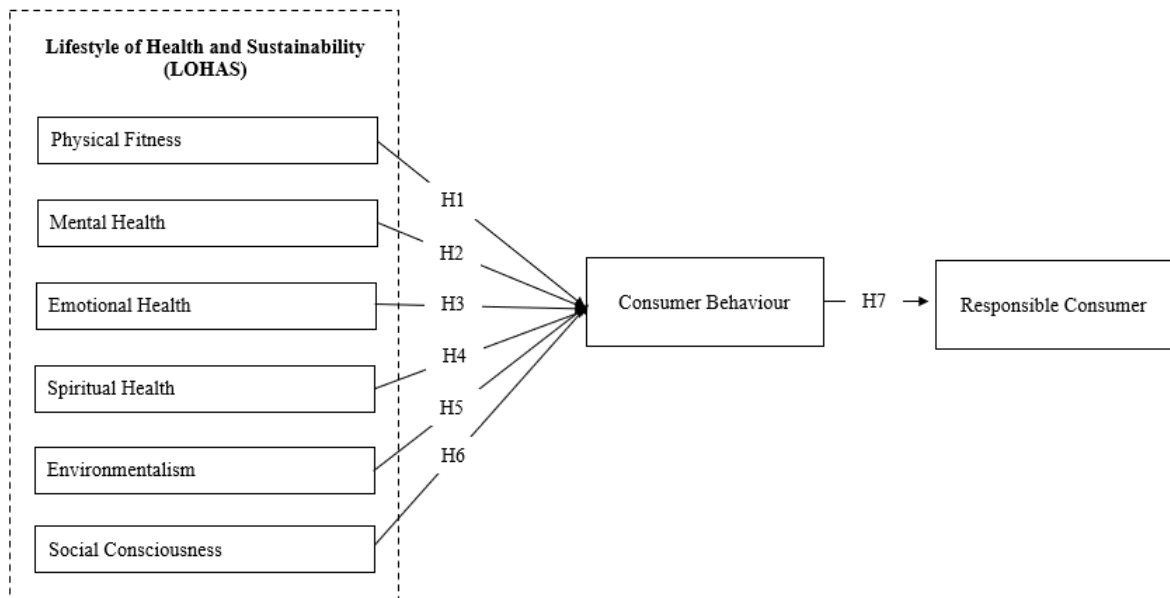 Lifestyle of Health and Sustainability
(LOHAS)
Physical Fitness
Mental Health
Emotional Health
Spiritual Health
Environmentalism
Social Consciousness
H1
H2
H3
H4
H5
H6
Consumer Behaviour
H7
Responsible Consumer